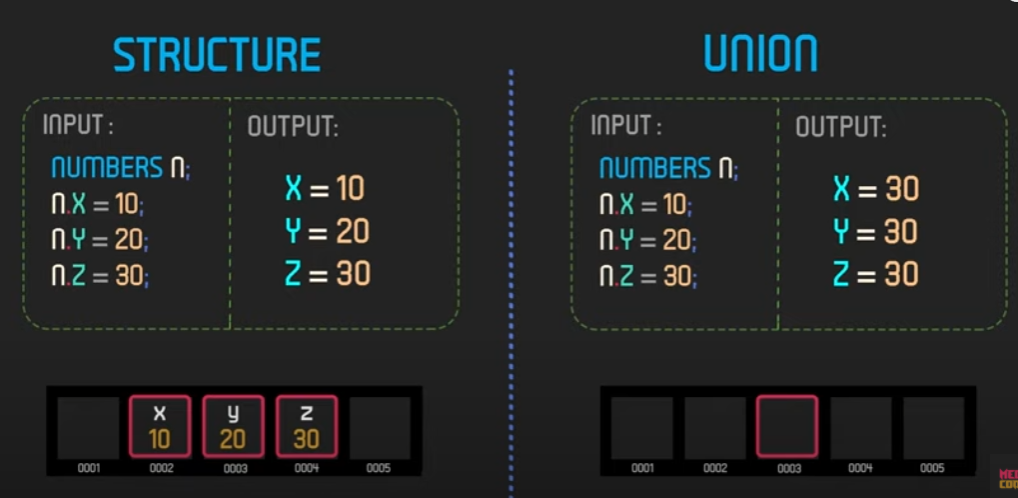 STRUCTURE
INPUT :
NUMBERS n;
n.X = 10;
n.Y = 20;
n.Z = 30;
OUTPUT:
X = 10
Y = 20
Z = 30
X Y Z
10 20 30
0001 0002 0003 0004 0005
UNION
INPUT :
NUMBERS n;
n.X = 10;
n.Y = 20;
n.Z = 30;
OUTPUT:
X = 30
Y = 30
Z = 30
0001 0002 0003 0004 0005